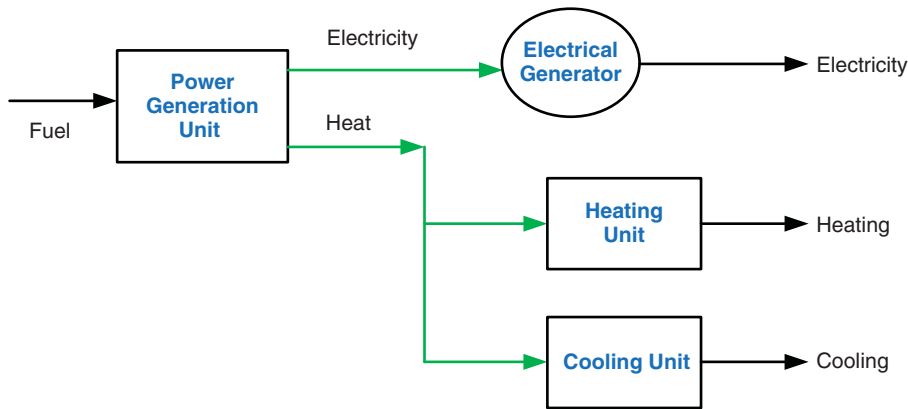 Electricity
Electrical
Generator
Electricity
Power
Generation
Unit
Fuel
Heat
Heating
Unit
Heating
Cooling Unit
Cooling